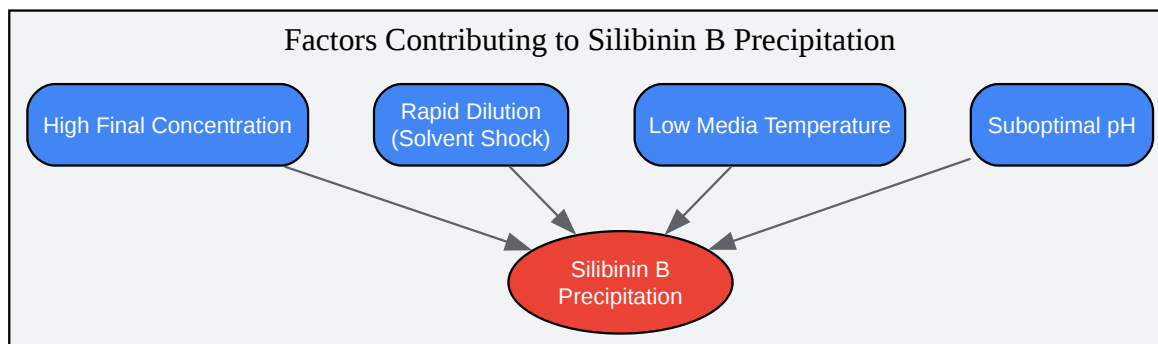 Factors Contributing to Silibinin B Precipitation
High Final Concentration
Rapid Dilution
(Solvent Shock)
Low Media Temperature
Suboptimal pH
Silibinin B
Precipitation